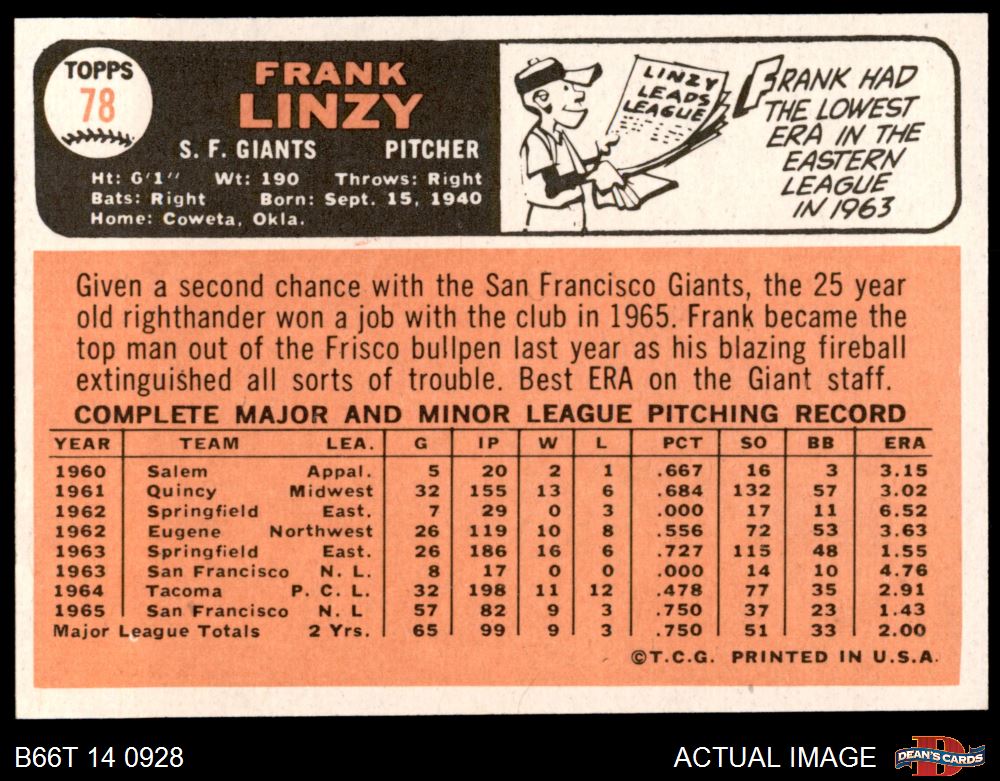 TOPPS
78
FRANK
LINZY
S. F. GIANTS PITCHER
Ht: 6'1" Wt: 190 Throws: Right
Bats: Right Born: Sept. 15, 1940
Home: Coweta, Okla.
LINZY
LEADS
LEAGUE
FRANK HAD
THE LOWEST
ERA IN THE
EASTERN
LEAGUE
IN 1963
Given a second chance with the San Francisco Giants, the 25 year
old righthander won a job with the club in 1965. Frank became the
top man out of the Frisco bullpen last year as his blazing fireball
extinguished all sorts of trouble. Best ERA on the Giant staff.
COMPLETE MAJOR AND MINOR LEAGUE PITCHING RECORD
YEAR TEAM LEA. G IP W L PCT SO BB ERA
1960 Salem Appal. 5 20 2 1 .667 16 3 3.15
1961 Quincy Midwest 32 155 13 6 .684 132 57 3.02
1962 Springfield East. 7 29 0 3 .000 17 11 6.52
1962 Eugene Northwest 26 119 10 8 .556 72 53 3.63
1963 Springfield East. 26 186 16 6 .727 115 48 1.55
1963 San Francisco N. L. 8 17 0 0 .000 14 10 4.76
1964 Tacoma P. C. L. 32 198 11 12 .478 77 35 2.91
1965 San Francisco N. L 57 82 9 3 .750 37 23 1.43
Major League Totals 2 Yrs. 65 99 9 3 .750 51 33 2.00
©T.C.G. PRINTED IN U.S.A.
B66T 14 0928 ACTUAL IMAGE D DEAN'S CARDS